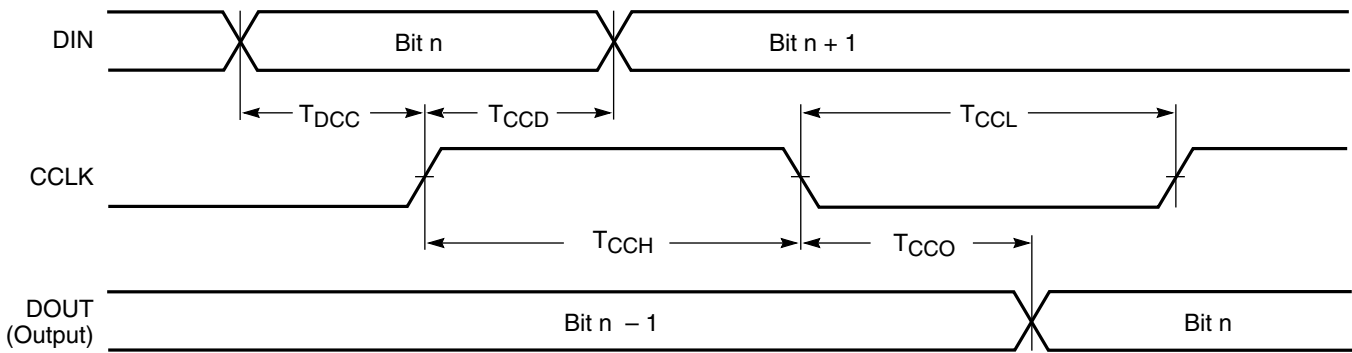 DIN
Bit n
Bit n + 1
TDCC
TCCD
TCCL
CCLK
TCCH
TCCO
DOUT
(Output)
Bit n – 1
Bit n